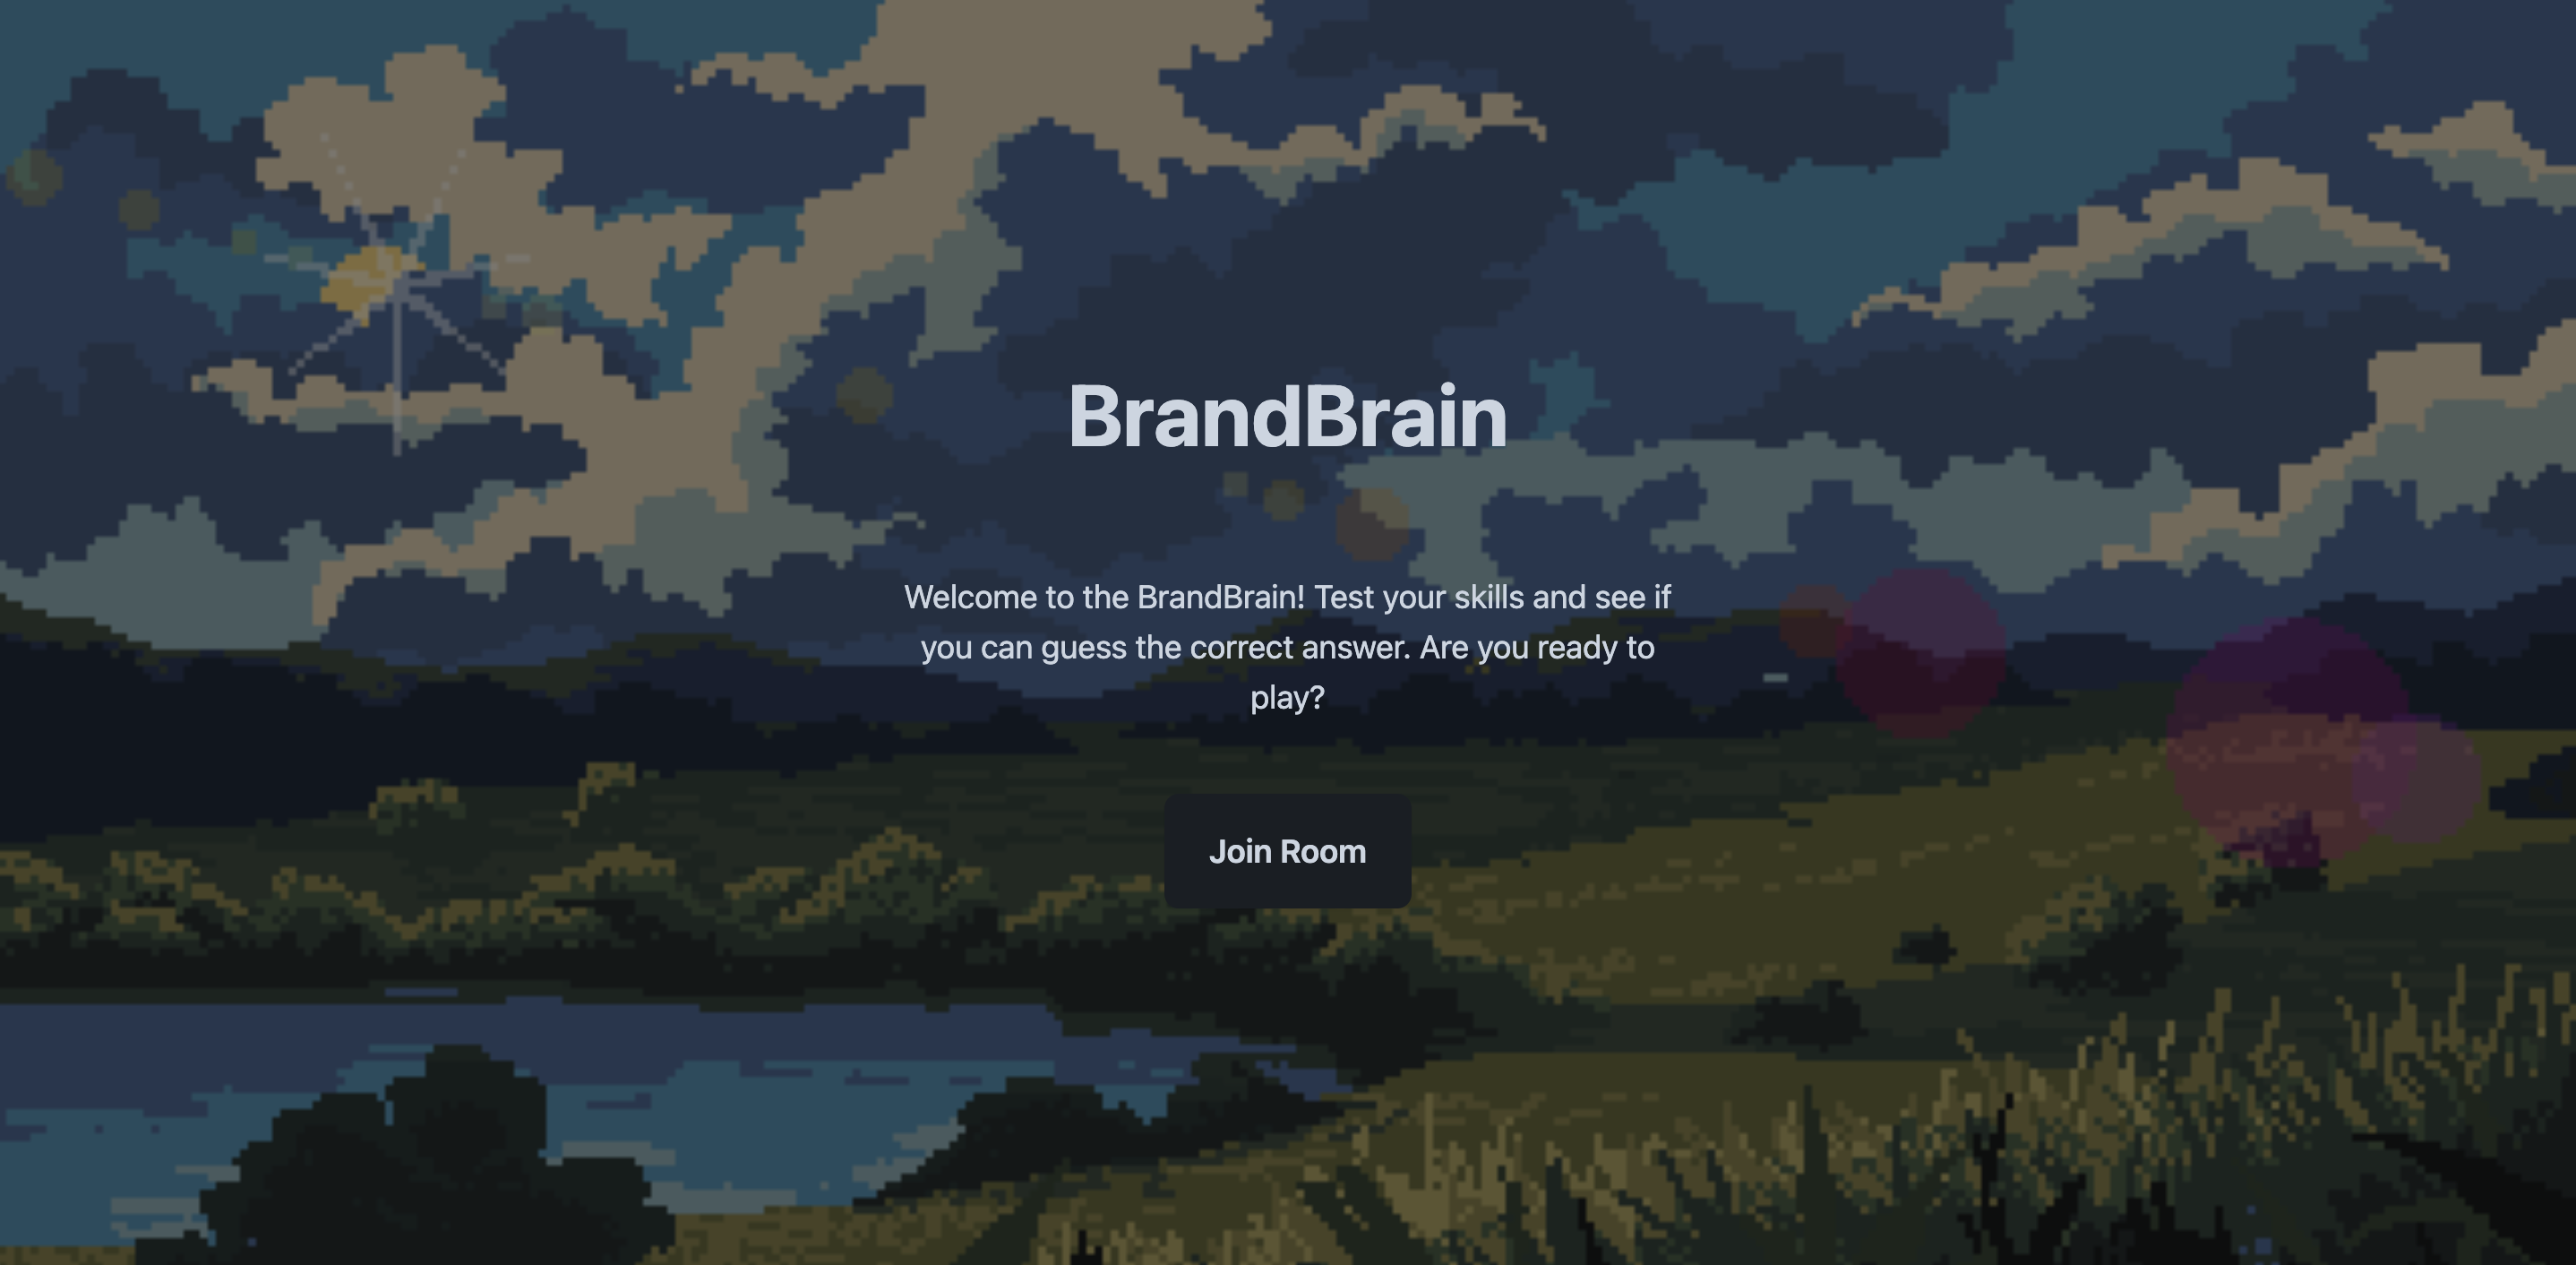 BrandBrain
Welcome to the BrandBrain! Test your skills and see if
you can guess the correct answer. Are you ready to
play?
Join Room